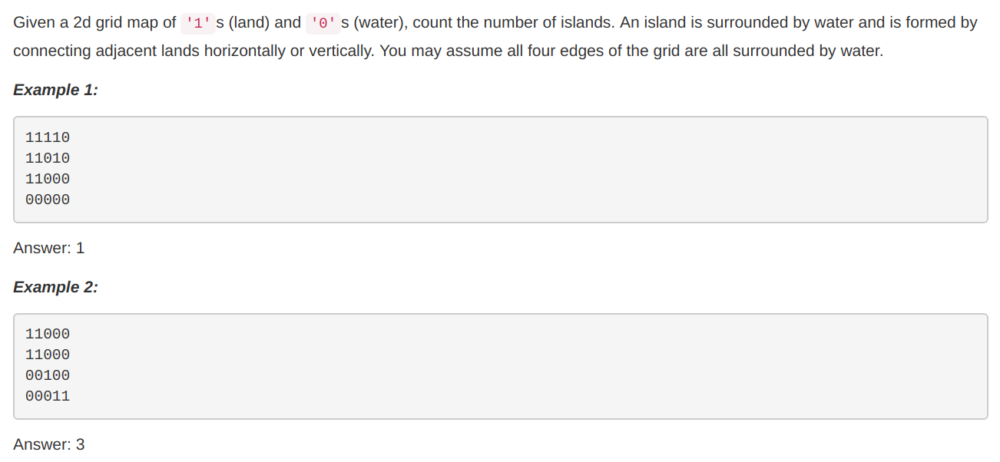 Given a 2d grid map of '1' s (land) and '0' s (water), count the number of islands. An island is surrounded by water and is formed by
connecting adjacent lands horizontally or vertically. You may assume all four edges of the grid are all surrounded by water.
Example 1:
11110
11010
11000
00000
Answer: 1
Example 2:
11000
11000
00100
00011
Answer: 3